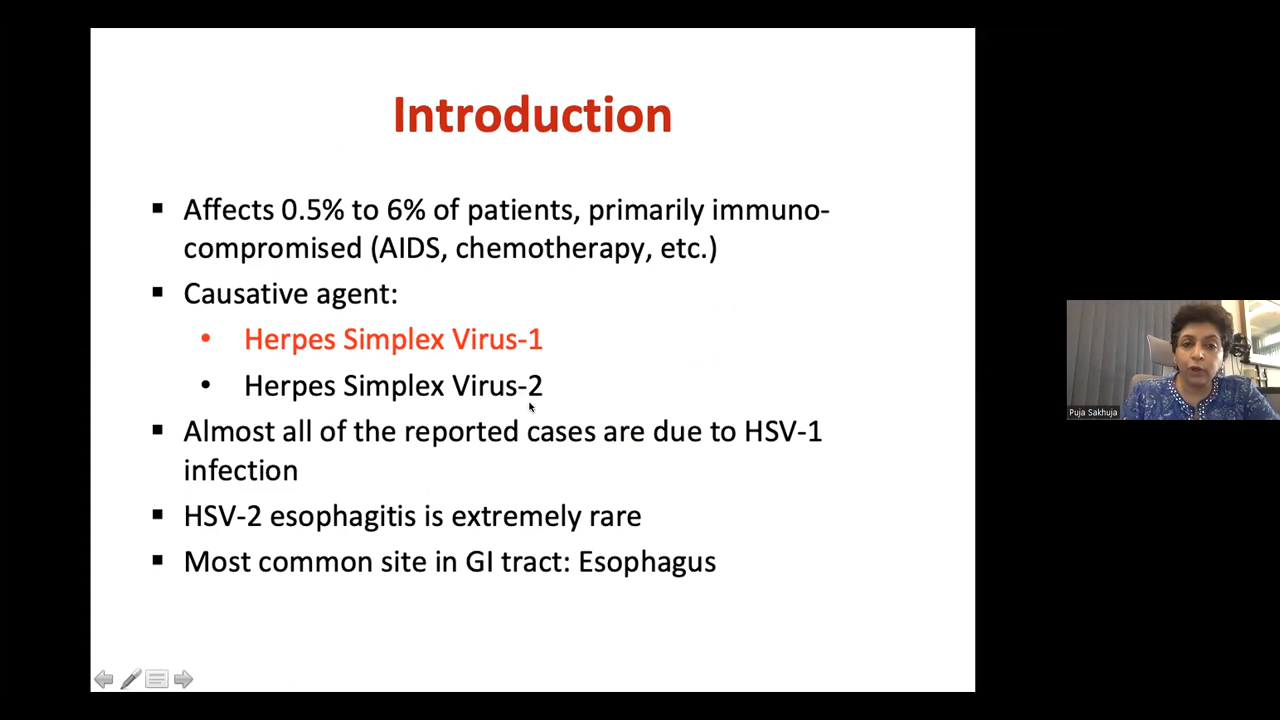 Introduction
▪ Affects 0.5% to 6% of patients, primarily immuno-
compromised (AIDS, chemotherapy, etc.)
▪ Causative agent:
• Herpes Simplex Virus-1
• Herpes Simplex Virus-2
▪ Almost all of the reported cases are due to HSV-1
infection
▪ HSV-2 esophagitis is extremely rare
▪ Most common site in GI tract: Esophagus
Puja Sakhuja